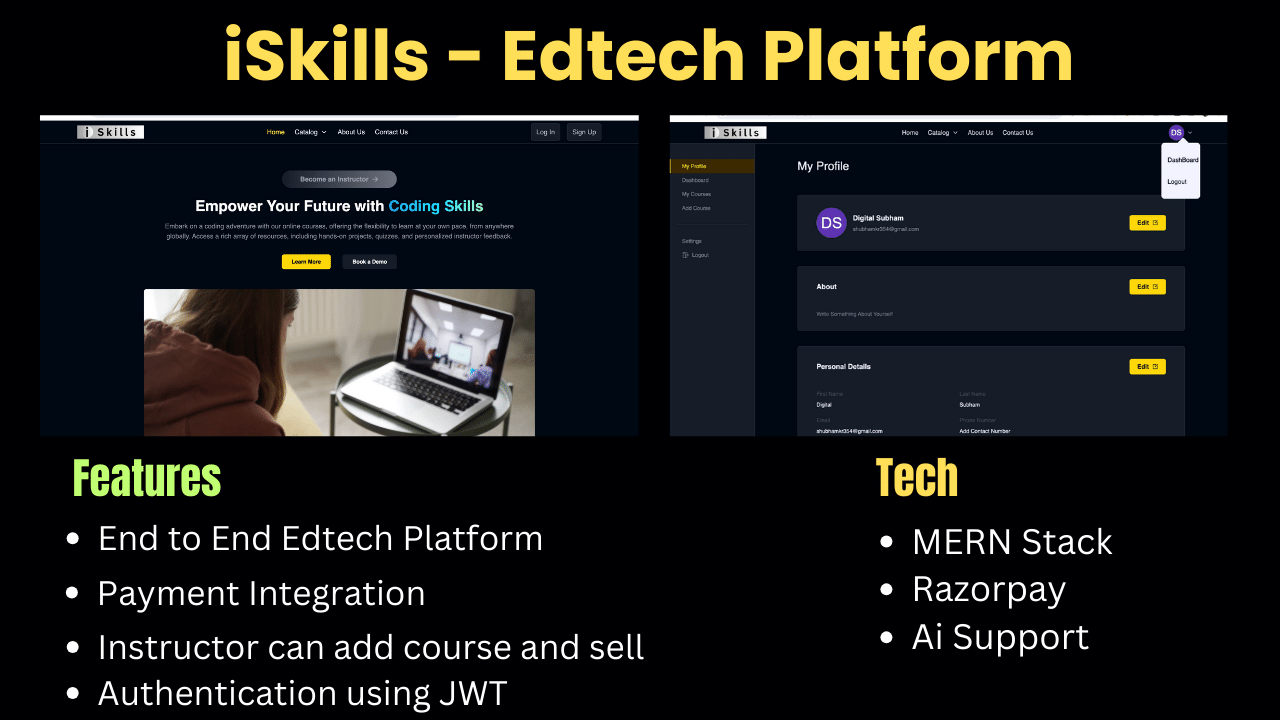 iSkills - Edtech Platform
i Skills
Home Catalog About Us Contact Us
Log In Sign Up
Become an Instructor →
Empower Your Future with Coding Skills
Embark on a coding adventure with our online courses, offering the flexibility to learn at your own pace, from anywhere
globally. Access a rich array of resources, including hands-on projects, quizzes, and personalized instructor feedback.
Learn More Book a Demo
i Skills
Home Catalog About Us Contact Us
DS
DashBoard
Logout
My Profile
Dashboard
My Courses
Add Course
Settings
Logout
My Profile
DS
Digital Subham
shubhamkr354@gmail.com
Edit
About
Edit
Write Something About Yourself
Personal Details
Edit
First Name Last Name
Digital Subham
Email Phone Number
shubhamkr354@gmail.com Add Contact Number
Features
• End to End Edtech Platform
• Payment Integration
• Instructor can add course and sell
• Authentication using JWT
Tech
• MERN Stack
• Razorpay
• Ai Support